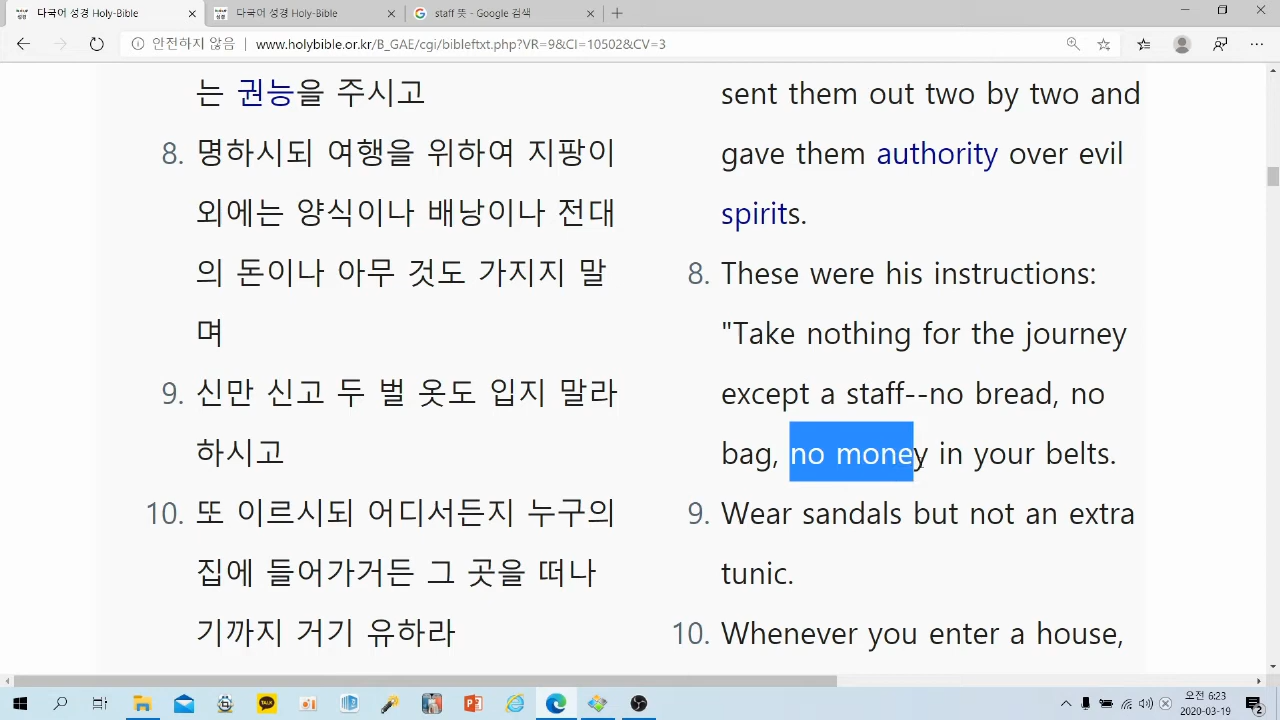 다국어 성경 Holy-Bible
다국어 성경 Holy-Bible
staff 뜻 - Google 검색
안전하지 않음
www.holybible.or.kr/B_GAE/cgi/bibleftxt.php?VR=9&CI=10502&CV=3
는 권능을 주시고
8. 명하시되 여행을 위하여 지팡이
외에는 양식이나 배낭이나 전대
의 돈이나 아무 것도 가지지 말
며
9. 신만 신고 두 벌 옷도 입지 말라
하시고
10. 또 이르시되 어디서든지 누구의
집에 들어가거든 그 곳을 떠나
기까지 거기 유하라
sent them out two by two and
gave them authority over evil
spirits.
8. These were his instructions:
"Take nothing for the journey
except a staff--no bread, no
bag, no money in your belts.
9. Wear sandals but not an extra
tunic.
10. Whenever you enter a house,
오전 6:23
2020-03-19